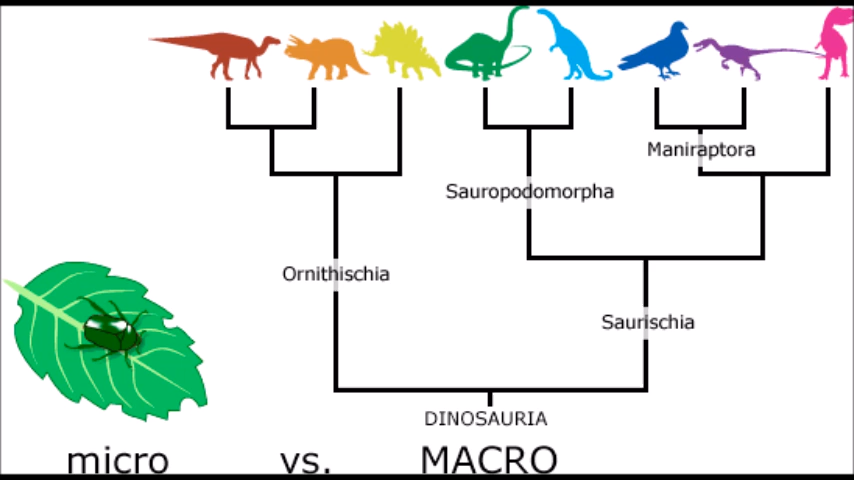 Maniraptora
Sauropodomorpha
Ornithischia
Saurischia
DINOSAURIA
micro vs. MACRO